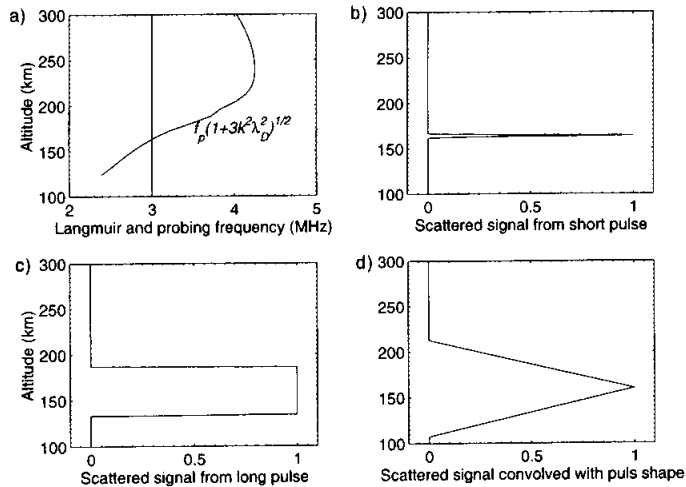 a)
300
250
200
150
100
Altitude (km)
f_p(1+3k²λ_D²)^1/2
2 3 4 5
Langmuir and probing frequency (MHz)
b)
300
250
200
150
100
0 0.5 1
Scattered signal from short pulse
c)
300
250
200
150
100
Altitude (km)
0 0.5 1
Scattered signal from long pulse
d)
300
250
200
150
100
0 0.5 1
Scattered signal convolved with puls shape